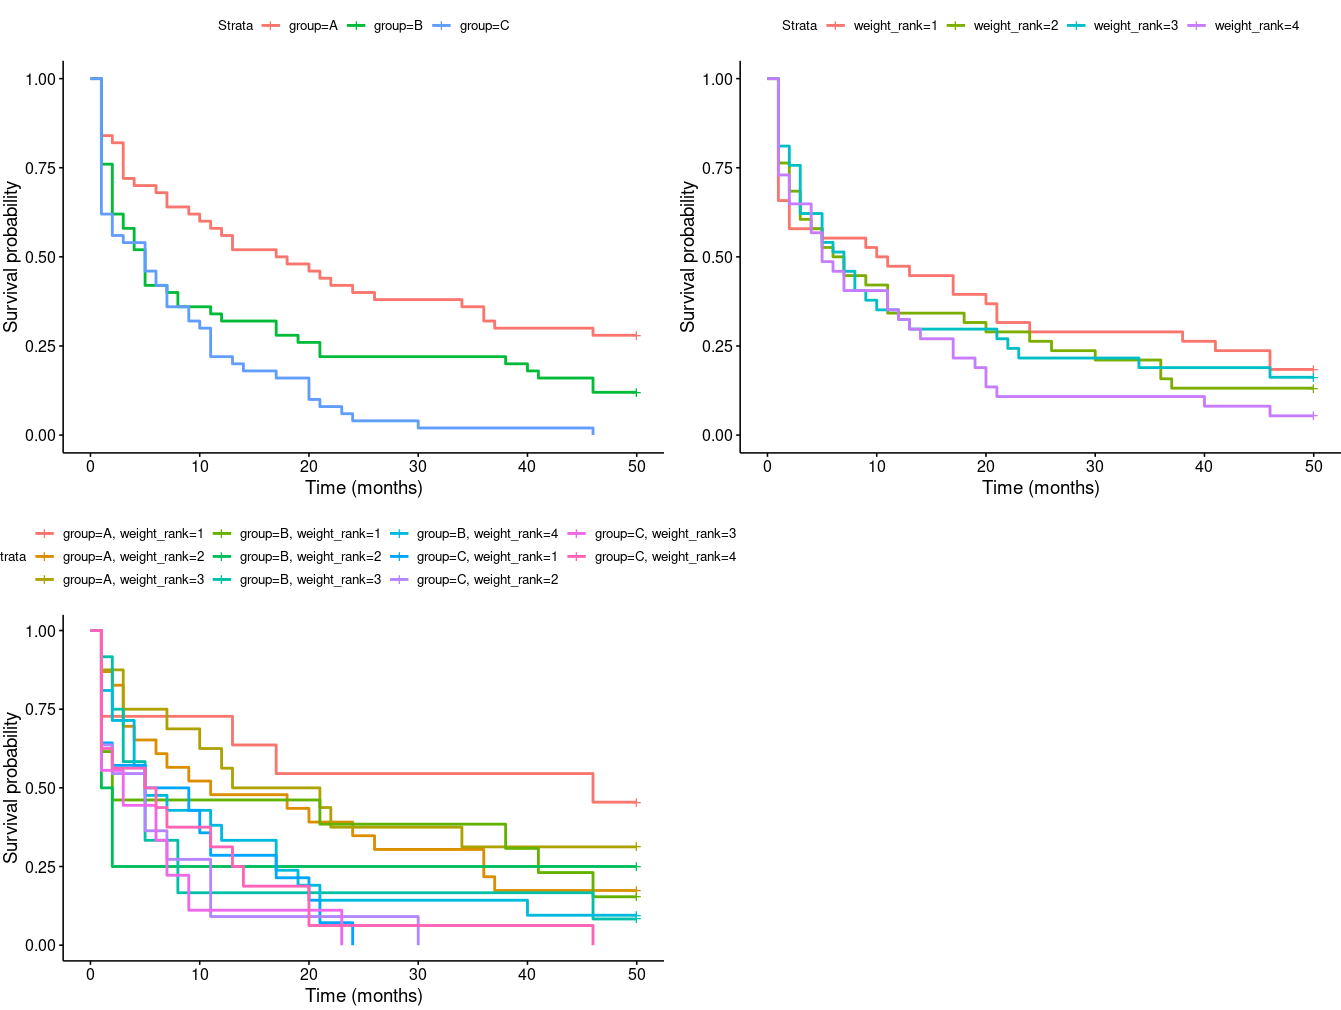 Strata group=A group=B group=C
1.00
0.75
0.50
0.25
0.00
Survival probability
0 10 20 30 40 50
Time (months)
Strata weight_rank=1 weight_rank=2 weight_rank=3 weight_rank=4
1.00
0.75
0.50
0.25
0.00
Survival probability
0 10 20 30 40 50
Time (months)
group=A, weight_rank=1 group=B, weight_rank=1 group=B, weight_rank=4 group=C, weight_rank=3
trata group=A, weight_rank=2 group=B, weight_rank=2 group=C, weight_rank=1 group=C, weight_rank=4
group=A, weight_rank=3 group=B, weight_rank=3 group=C, weight_rank=2
1.00
0.75
0.50
0.25
0.00
Survival probability
0 10 20 30 40 50
Time (months)